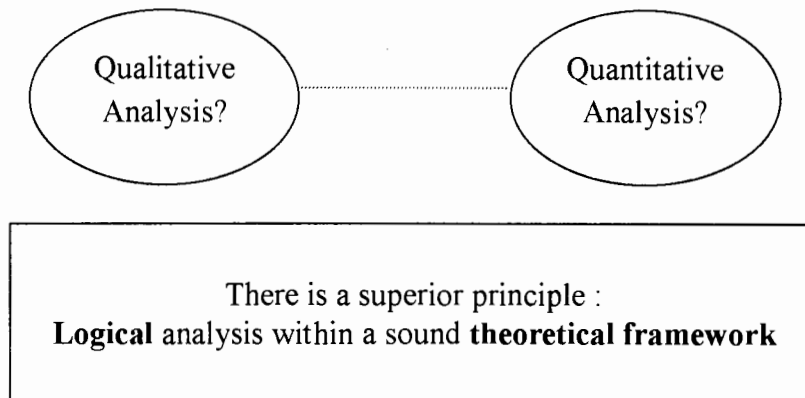 Qualitative
Analysis?
Quantitative
Analysis?
There is a superior principle :
Logical analysis within a sound theoretical framework